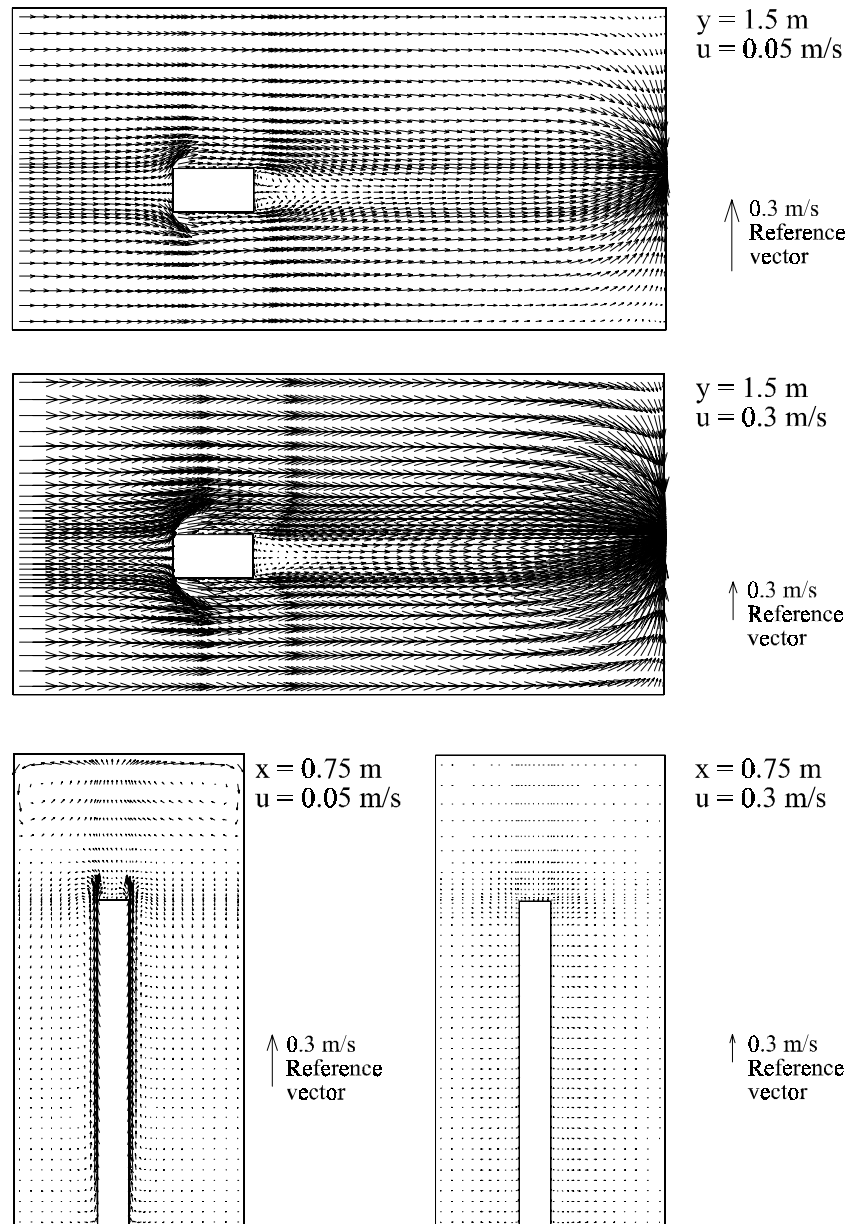 y = 1.5 m
u = 0.05 m/s
0.3 m/s
Reference
vector
y = 1.5 m
u = 0.3 m/s
0.3 m/s
Reference
vector
x = 0.75 m
u = 0.05 m/s
0.3 m/s
Reference
vector
x = 0.75 m
u = 0.3 m/s
0.3 m/s
Reference
vector